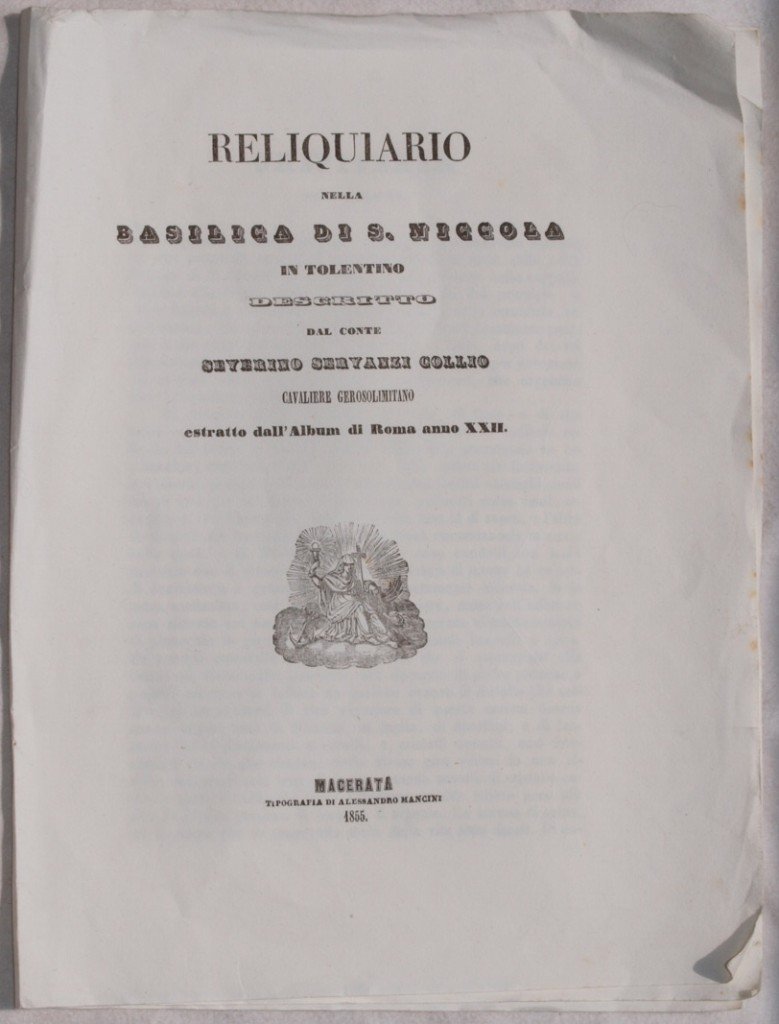 RELIQUIARIO
NELLA
BASILICA DI S. NICCOLA
IN TOLENTINO
DESCRITTO
DAL CONTE
SEVERINO SERVANZI COLLIO
CAVALIERE GEROSOLIMITANO
estratto dall'Album di Roma anno XXII.
MACERATA
TIPOGRAFIA DI ALESSANDRO MANCINI
1855.